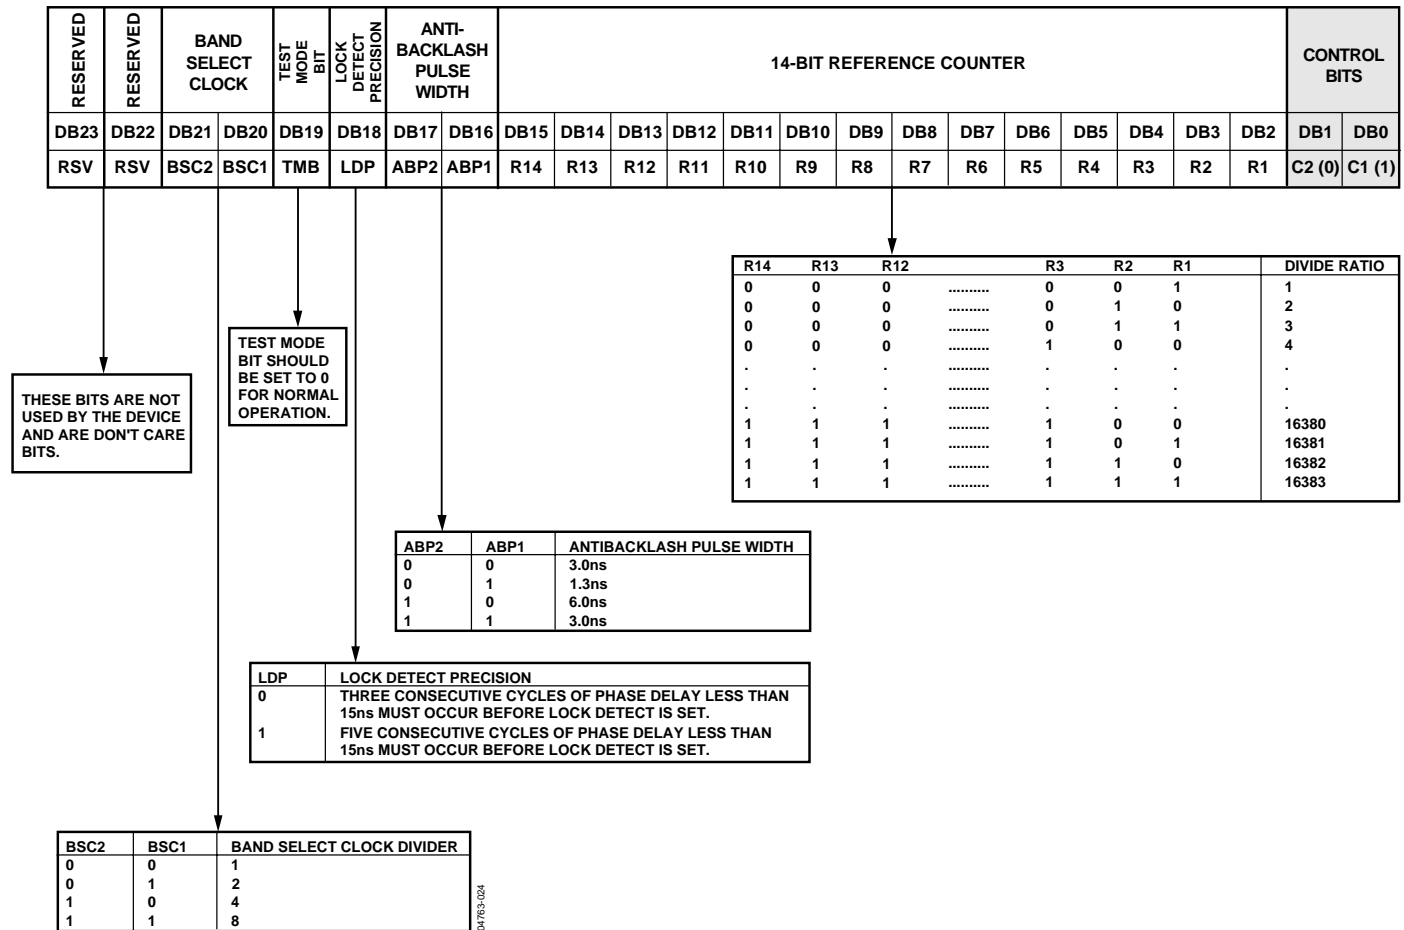 RESERVED
RESERVED
BAND
SELECT
CLOCK
TEST
MODE
BIT
LOCK
DETECT
PRECISION
ANTI-
BACKLASH
PULSE
WIDTH
14-BIT REFERENCE COUNTER
CONTROL
BITS
DB23 DB22 DB21 DB20 DB19 DB18 DB17 DB16 DB15 DB14 DB13 DB12 DB11 DB10 DB9 DB8 DB7 DB6 DB5 DB4 DB3 DB2 DB1 DB0
RSV RSV BSC2 BSC1 TMB LDP ABP2 ABP1 R14 R13 R12 R11 R10 R9 R8 R7 R6 R5 R4 R3 R2 R1 C2 (0) C1 (1)
R14 R13 R12 R3 R2 R1 DIVIDE RATIO
0 0 0 .......... 0 0 1 1
0 0 0 .......... 0 1 0 2
0 0 0 .......... 0 1 1 3
0 0 0 .......... 1 0 0 4
. . . .......... . . . .
. . . .......... . . . .
. . . .......... . . . .
1 1 1 .......... 1 0 0 16380
1 1 1 .......... 1 0 1 16381
1 1 1 .......... 1 1 0 16382
1 1 1 .......... 1 1 1 16383
TEST MODE
BIT SHOULD
BE SET TO 0
FOR NORMAL
OPERATION.
THESE BITS ARE NOT
USED BY THE DEVICE
AND ARE DON'T CARE
BITS.
ABP2 ABP1 ANTIBACKLASH PULSE WIDTH
0 0 3.0ns
0 1 1.3ns
1 0 6.0ns
1 1 3.0ns
LDP LOCK DETECT PRECISION
0 THREE CONSECUTIVE CYCLES OF PHASE DELAY LESS THAN
15ns MUST OCCUR BEFORE LOCK DETECT IS SET.
1 FIVE CONSECUTIVE CYCLES OF PHASE DELAY LESS THAN
15ns MUST OCCUR BEFORE LOCK DETECT IS SET.
BSC2 BSC1 BAND SELECT CLOCK DIVIDER
0 0 1
0 1 2
1 0 4
1 1 8
04763-024